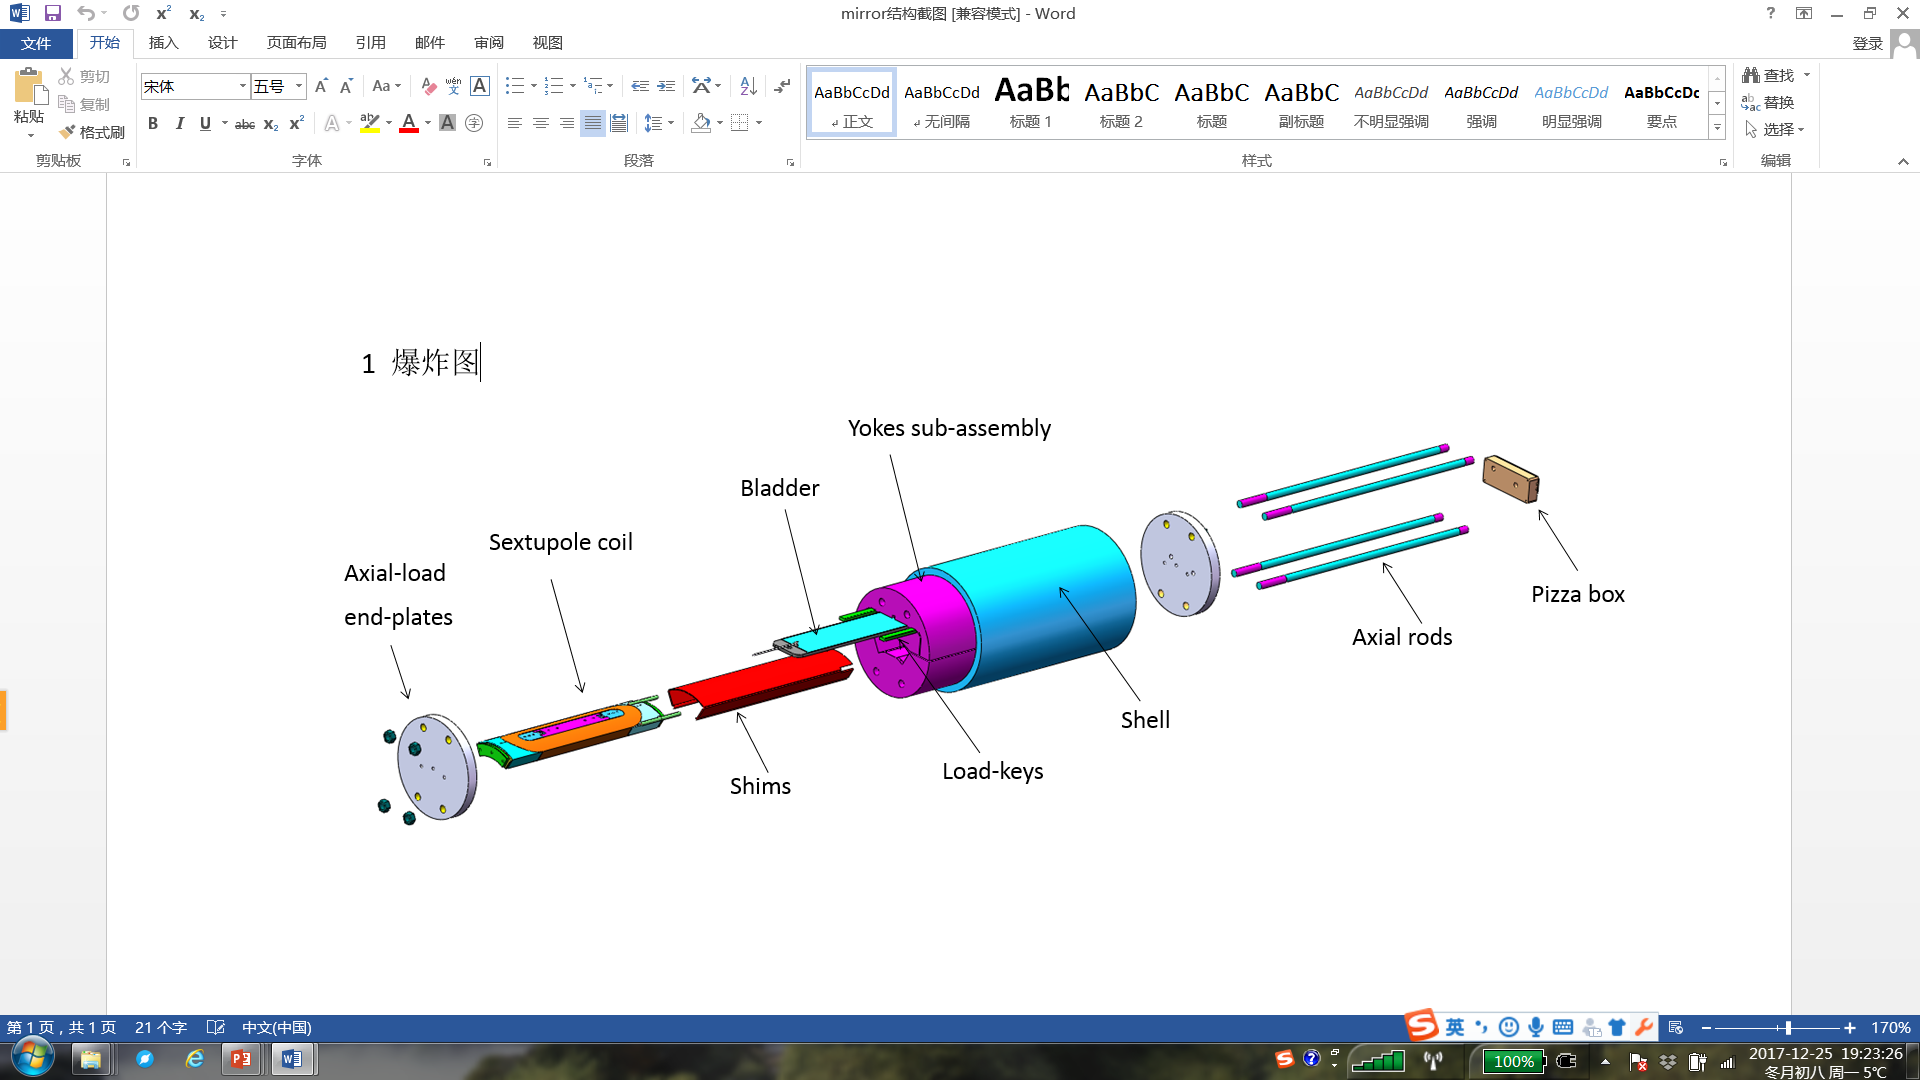 mirror结构截图 [兼容模式] - Word
文件 开始 插入 设计 页面布局 引用 邮件 审阅 视图 登录
粘贴 剪切 复制 格式刷
剪贴板
宋体 五号
字体
段落
AaBbCcDd AaBbCcDd AaBb AaBbC AaBbC AaBbC AaBbCcDd AaBbCcDd AaBbCcDd AaBbCcDc
正文 无间隔 标题 1 标题 2 标题 副标题 不明显强调 强调 明显强调 要点
样式
查找
替换
选择
编辑
1 爆炸图
Yokes sub-assembly
Bladder
Sextupole coil
Axial-load
end-plates
Pizza box
Axial rods
Shell
Load-keys
Shims
第 1 页，共 1 页 21 个字 中文(中国) 英 170%
100%
2017-12-25 19:23:26
冬月初八 周一 5℃